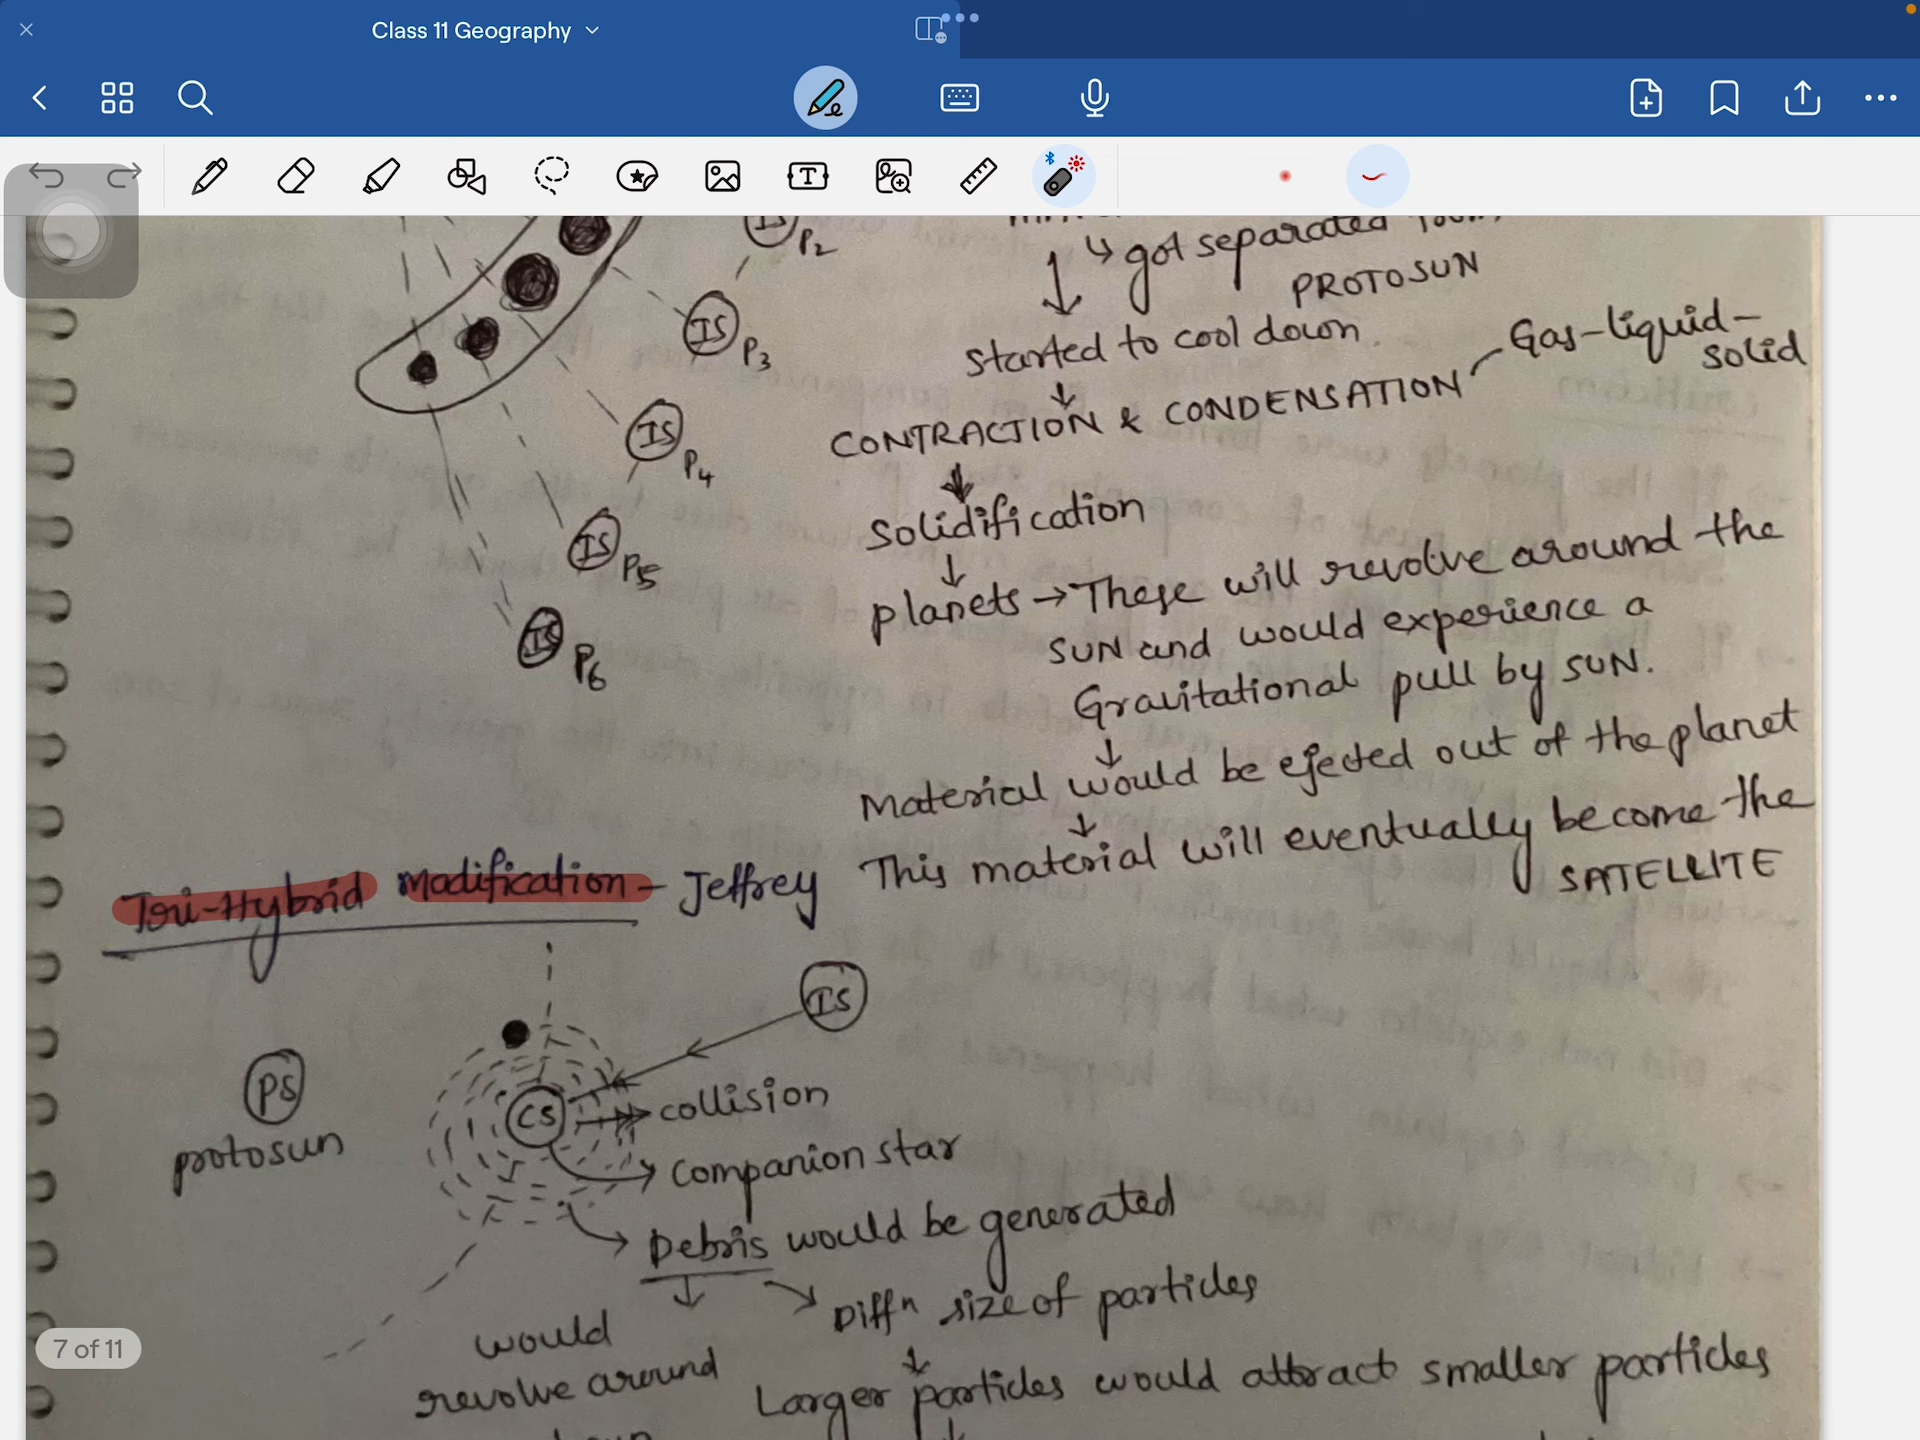 Class 11 Geography
IS P2
got separated from
PROTOSUN
IS P3
started to cool down.
Gas-liquid-
solid
CONTRACTION & CONDENSATION
IS P4
solidification
IS P5
planets → These will revolve around the
SUN and would experience a
IS P6
Gravitational pull by SUN.
Material would be ejected out of the planet
This material will eventually become the
SATELLITE
Tri-Hybrid Modification - Jeffrey
IS
PS
protosun
CS
collision
companion star
Debris would be generated
Diffn size of particles
would
revolve around
Larger particles would attract smaller particles
7 of 11